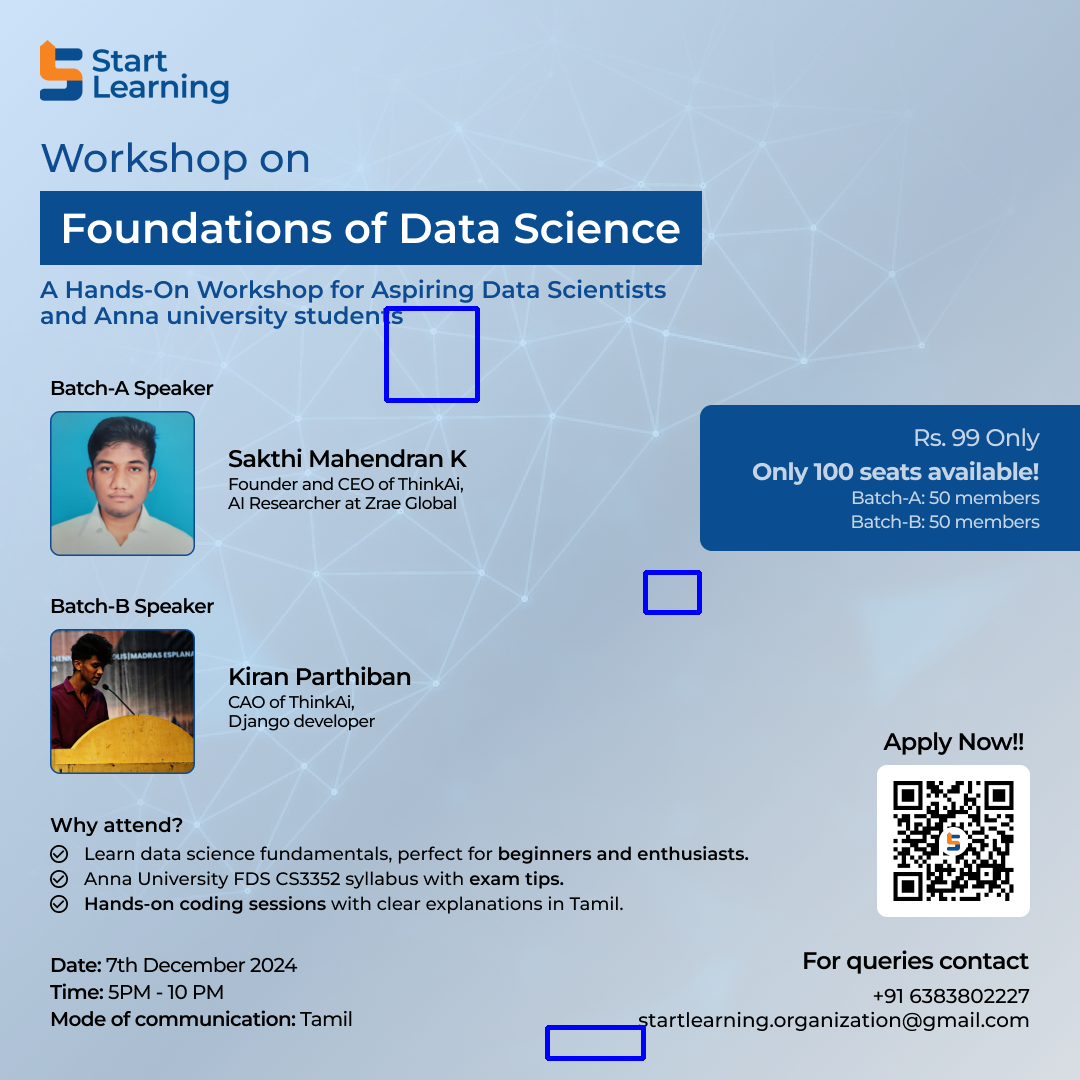 Start
Learning
Workshop on
Foundations of Data Science
A Hands-On Workshop for Aspiring Data Scientists
and Anna university students
Batch-A Speaker
Sakthi Mahendran K
Founder and CEO of ThinkAi,
AI Researcher at Zrae Global
Rs. 99 Only
Only 100 seats available!
Batch-A: 50 members
Batch-B: 50 members
Batch-B Speaker
MADRAS ESPLANA
Kiran Parthiban
CAO of ThinkAi,
Django developer
Apply Now!!
Why attend?
Learn data science fundamentals, perfect for beginners and enthusiasts.
Anna University FDS CS3352 syllabus with exam tips.
Hands-on coding sessions with clear explanations in Tamil.
Date: 7th December 2024
Time: 5PM - 10 PM
Mode of communication: Tamil
For queries contact
+91 6383802227
startlearning.organization@gmail.com